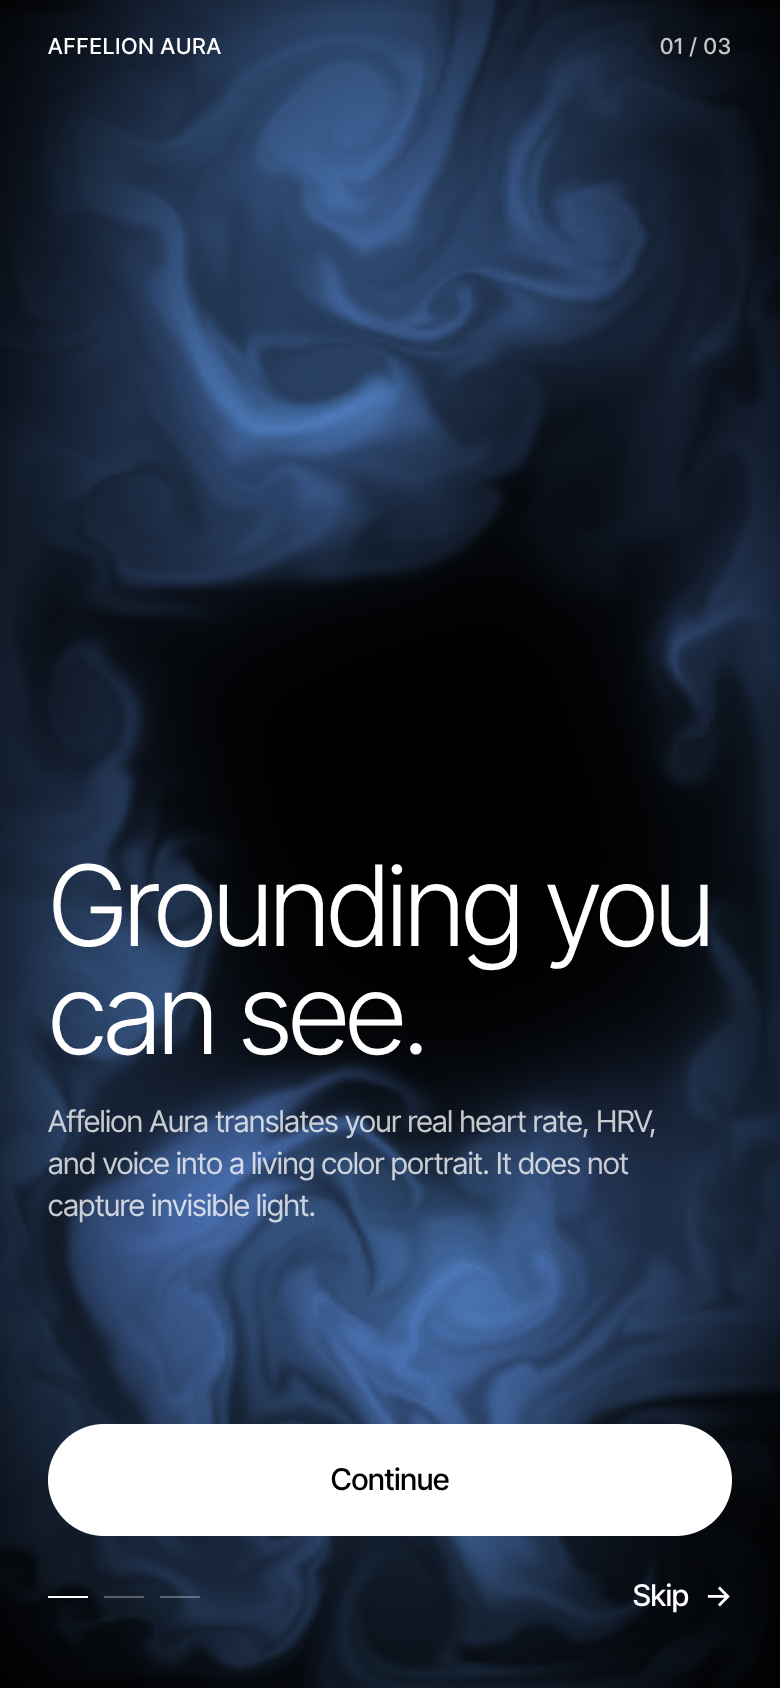 AFFELION AURA
01 / 03
Grounding you
can see.
Affelion Aura translates your real heart rate, HRV,
and voice into a living color portrait. It does not
capture invisible light.
Continue
Skip →